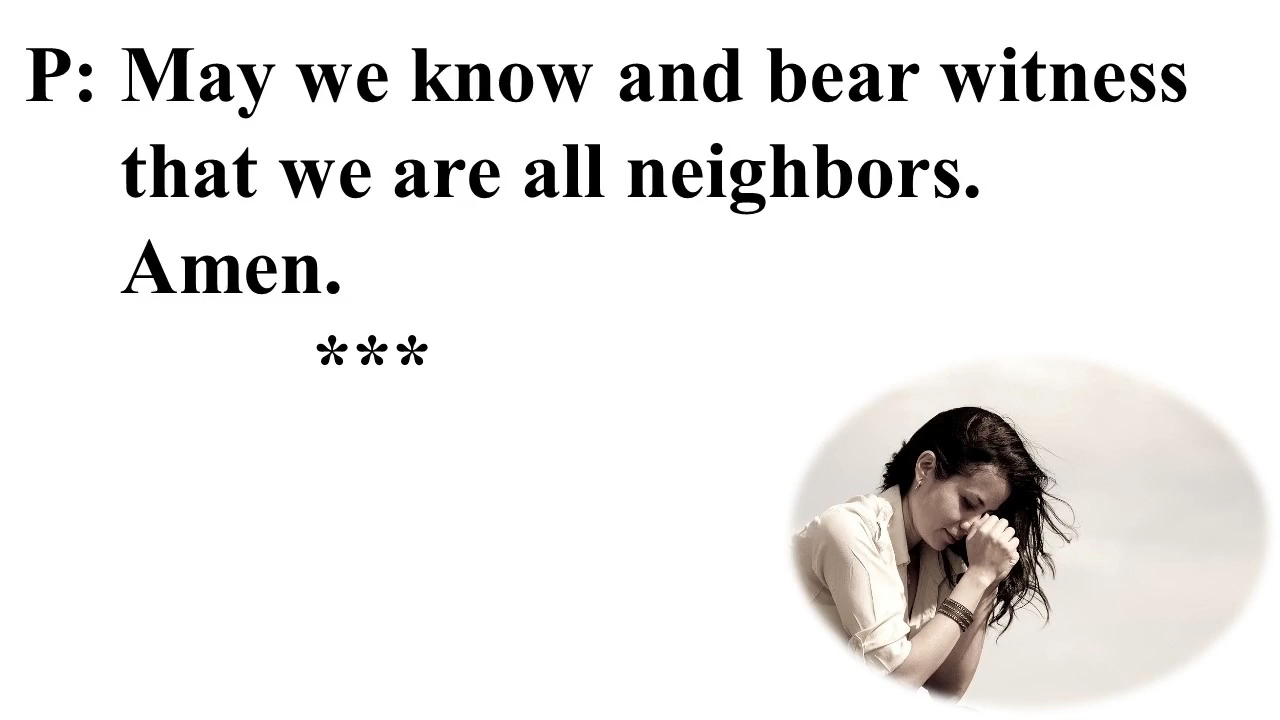 P: May we know and bear witness
that we are all neighbors.
Amen.
***